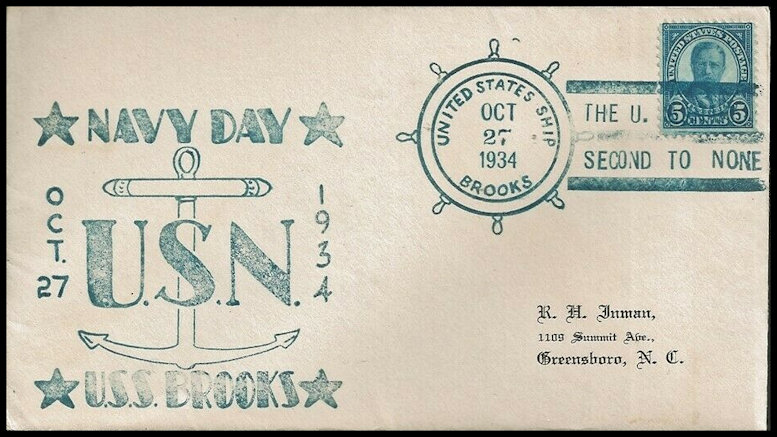 NAVY DAY
OCT. 27
1934
U.S.N.
U.S.S. BROOKS
UNITED STATES SHIP
OCT
27
1934
BROOKS
THE U.
SECOND TO NONE
UNITED STATES POSTAGE
5 5
CENTS
R. H. Inman,
1109 Summit Ave.,
Greensboro, N. C.